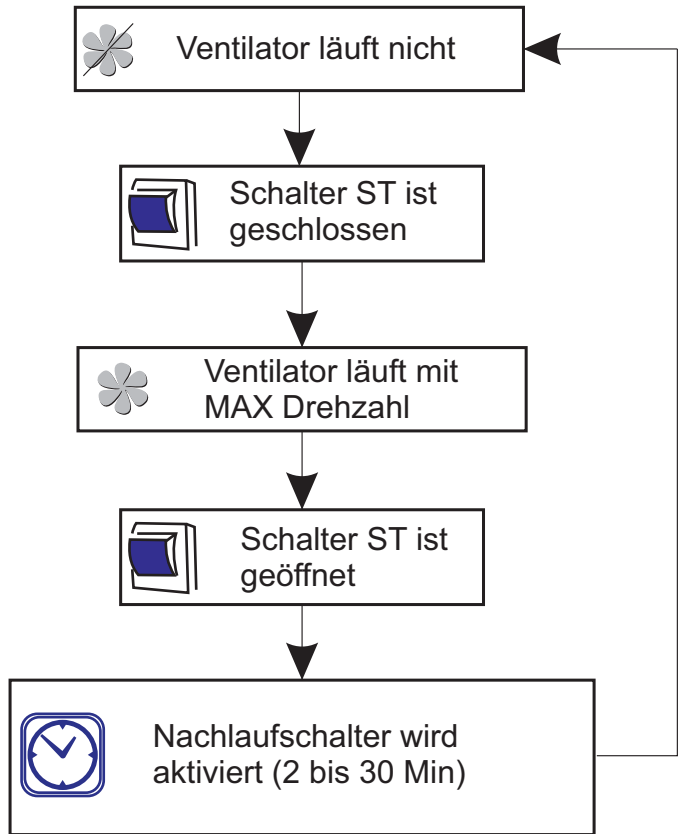 Ventilator läuft nicht
Schalter ST ist
geschlossen
Ventilator läuft mit
MAX Drehzahl
Schalter ST ist
geöffnet
Nachlaufschalter wird
aktiviert (2 bis 30 Min)